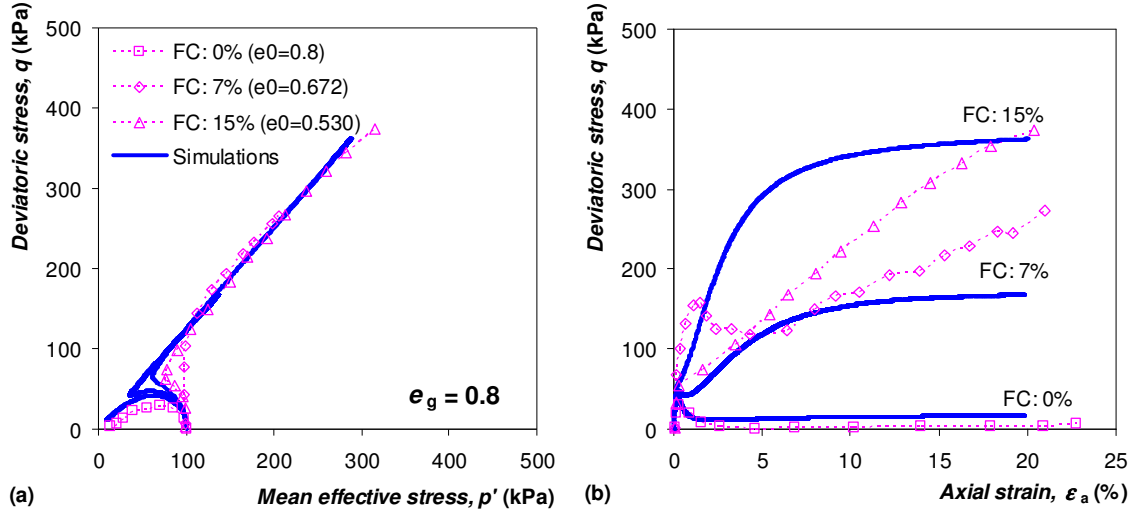 500
400
300
200
100
0
Deviatoric stress, q (kPa)
FC: 0% (e0=0.8)
FC: 7% (e0=0.672)
FC: 15% (e0=0.530)
Simulations
e g = 0.8
0 100 200 300 400 500
(a) Mean effective stress, p' (kPa)
500
400
300
200
100
0
Deviatoric stress, q (kPa)
FC: 15%
FC: 7%
FC: 0%
0 5 10 15 20 25
(b) Axial strain, ε a (%)